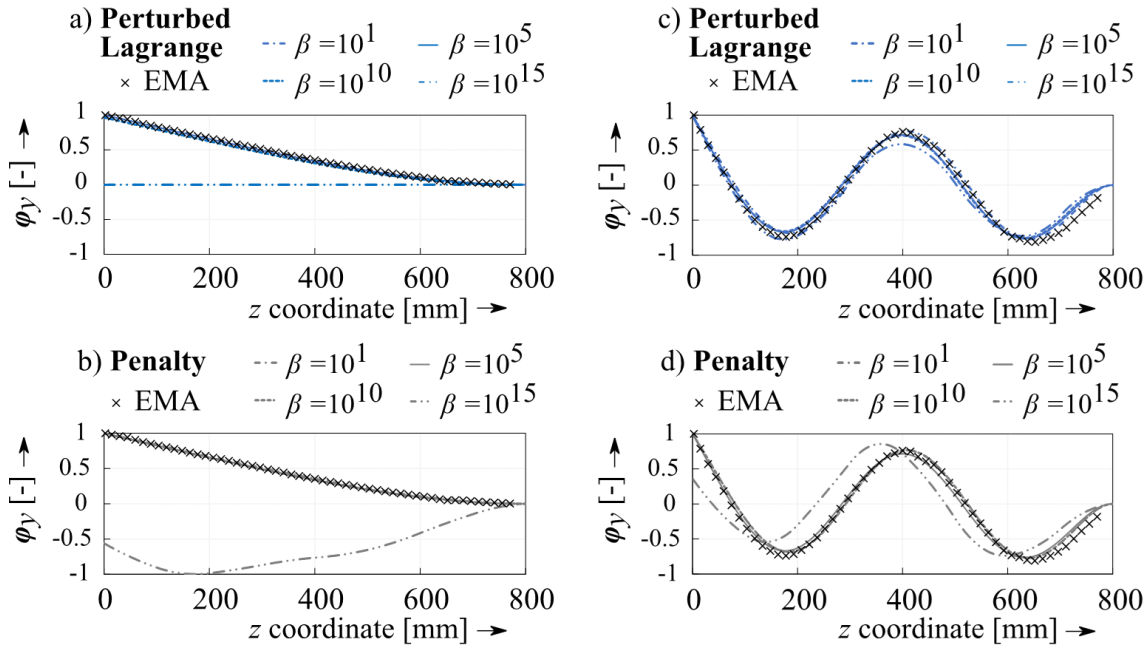 a) Perturbed
Lagrange
β =10^1
β =10^5
× EMA
β =10^10
β =10^15
φy [-]
1
0.5
0
-0.5
-1
0 200 400 600 800
z coordinate [mm]
c) Perturbed
Lagrange
β =10^1
β =10^5
× EMA
β =10^10
β =10^15
φy [-]
1
0.5
0
-0.5
-1
0 200 400 600 800
z coordinate [mm]
b) Penalty
β =10^1
β =10^5
× EMA
β =10^10
β =10^15
φy [-]
1
0.5
0
-0.5
-1
0 200 400 600 800
z coordinate [mm]
d) Penalty
β =10^1
β =10^5
× EMA
β =10^10
β =10^15
φy [-]
1
0.5
0
-0.5
-1
0 200 400 600 800
z coordinate [mm]